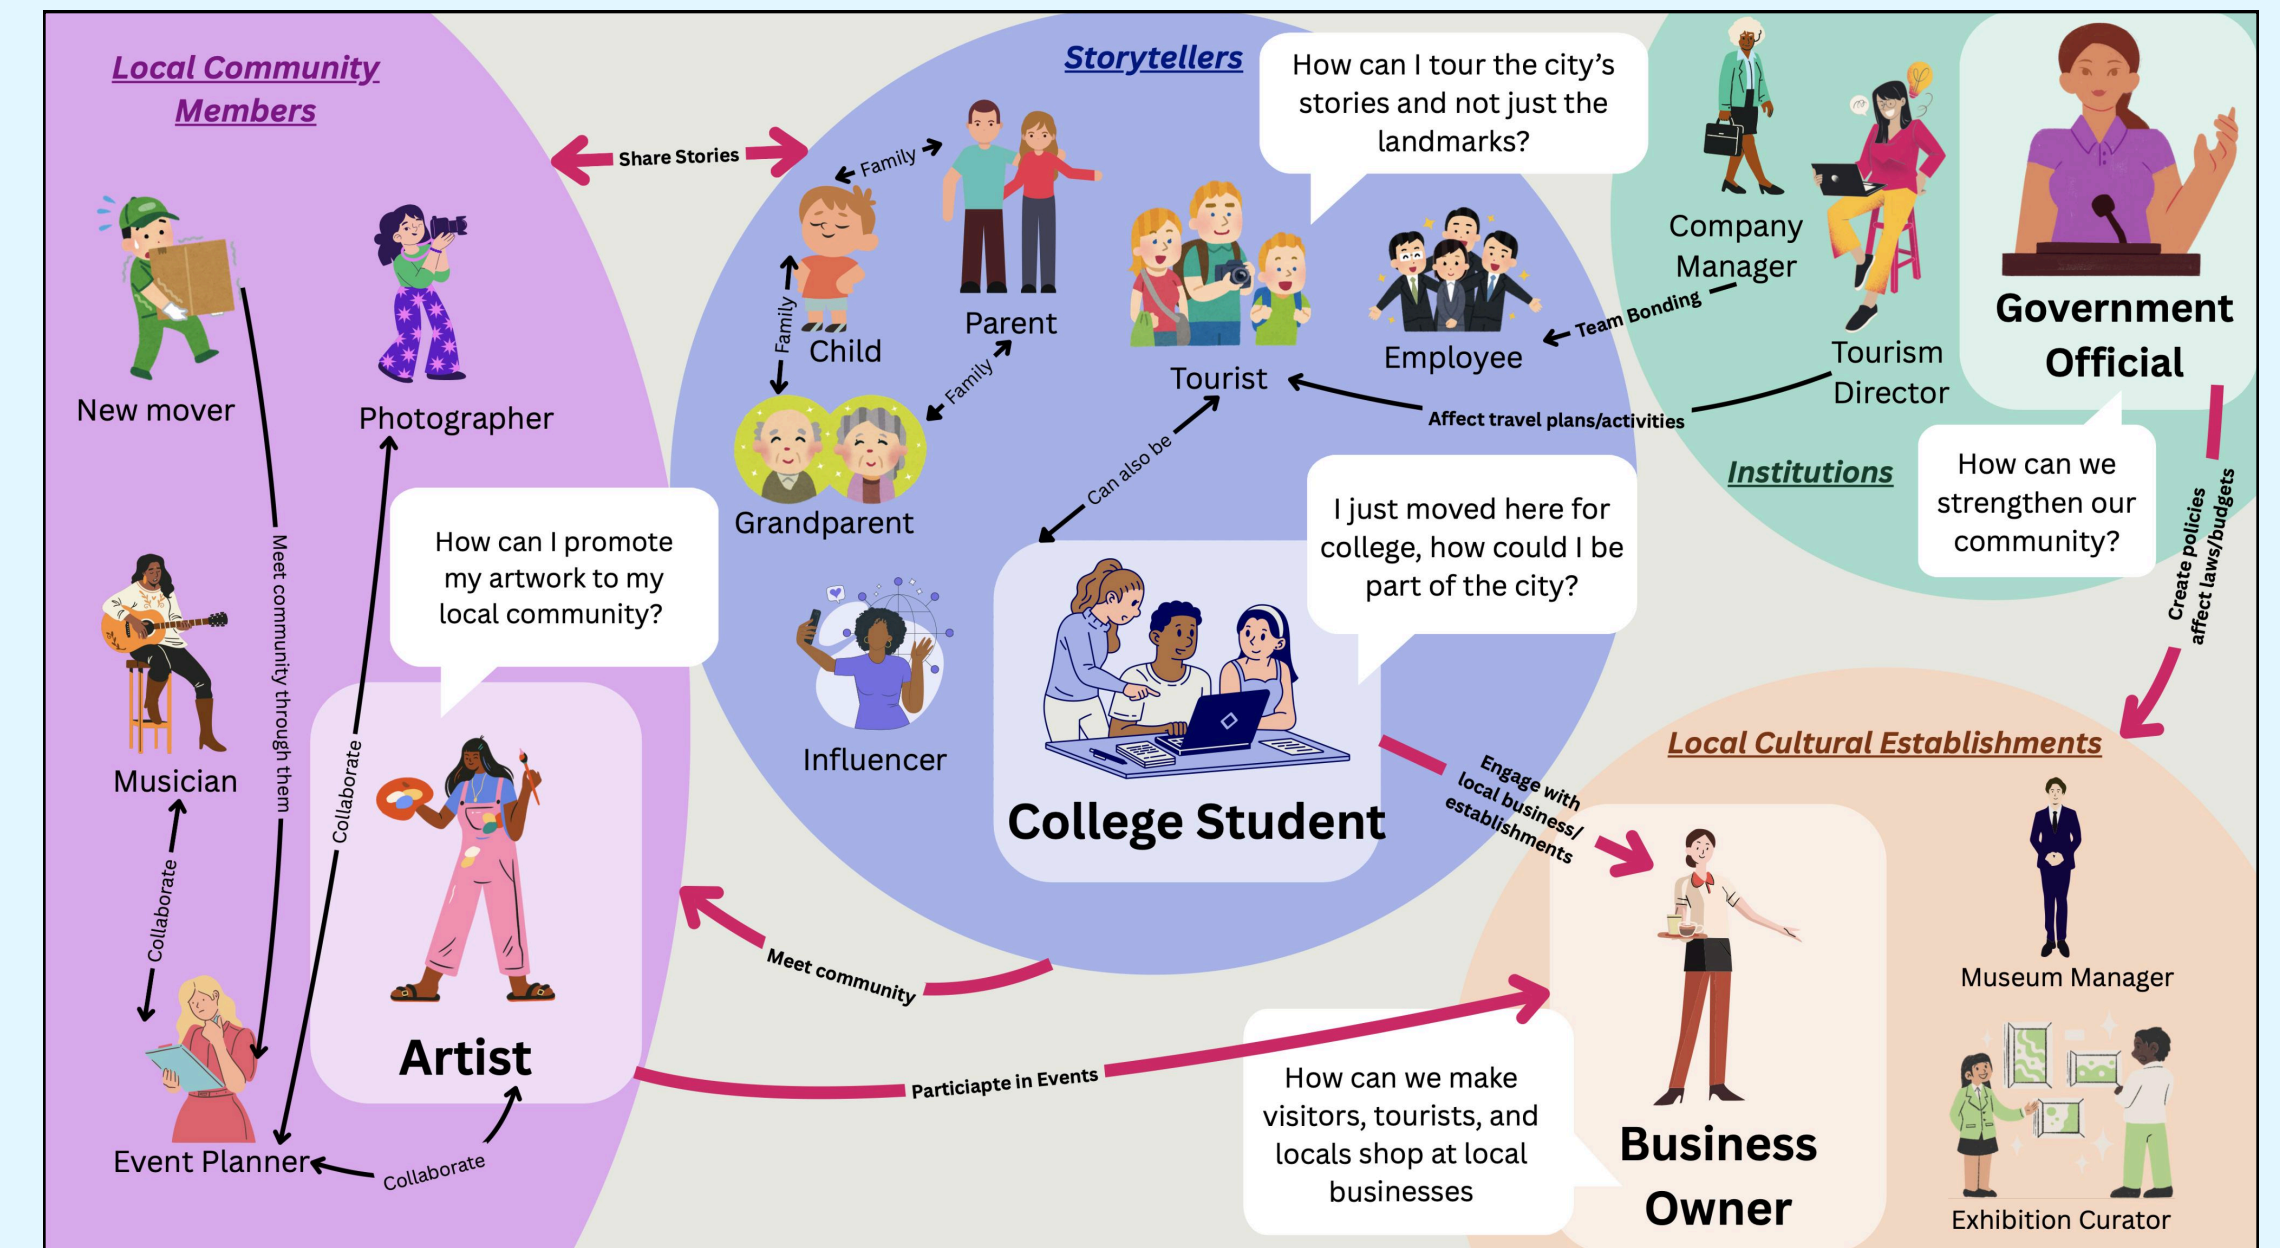 Local Community
Members
New mover
Photographer
Meet community through them
Collaborate
How can I promote
my artwork to my
local community?
Musician
Collaborate
Artist
Event Planner
Collaborate
Share Stories
Storytellers
How can I tour the city's
stories and not just the
landmarks?
Family
Family
Child
Parent
Family
Grandparent
Tourist
Employee
Team Bonding
Affect travel plans/activities
Can also be
I just moved here for
college, how could I be
part of the city?
Influencer
College Student
Company
Manager
Tourism
Director
Government
Official
Institutions
How can we
strengthen our
community?
Create policies
affect laws/budgets
Engage with
local business/
establishments
Meet community
Particiapte in Events
Local Cultural Establishments
Museum Manager
How can we make
visitors, tourists, and
locals shop at local
businesses
Business
Owner
Exhibition Curator